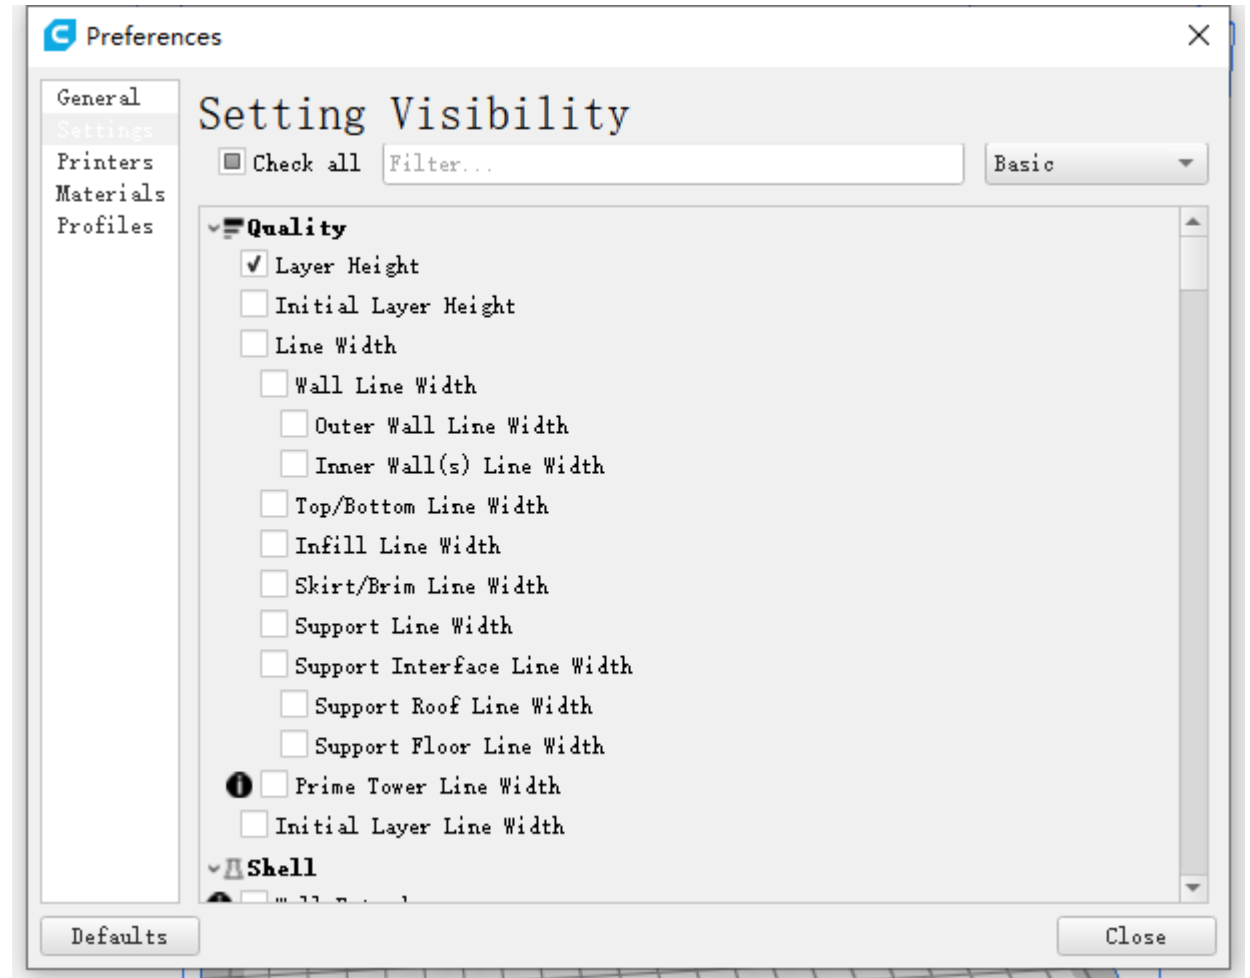 Preferences
General
Settings
Printers
Materials
Profiles
Setting Visibility
Check all Filter... Basic
Quality
Layer Height
Initial Layer Height
Line Width
Wall Line Width
Outer Wall Line Width
Inner Wall(s) Line Width
Top/Bottom Line Width
Infill Line Width
Skirt/Brim Line Width
Support Line Width
Support Interface Line Width
Support Roof Line Width
Support Floor Line Width
Prime Tower Line Width
Initial Layer Line Width
Shell
Defaults Close